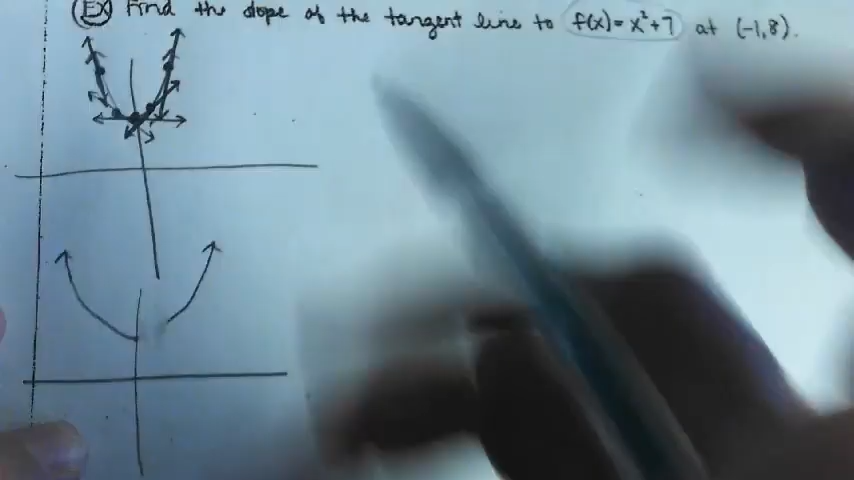 (EX) Find the slope of the tangent line to f(x) = x² + 7 at (-1,8).